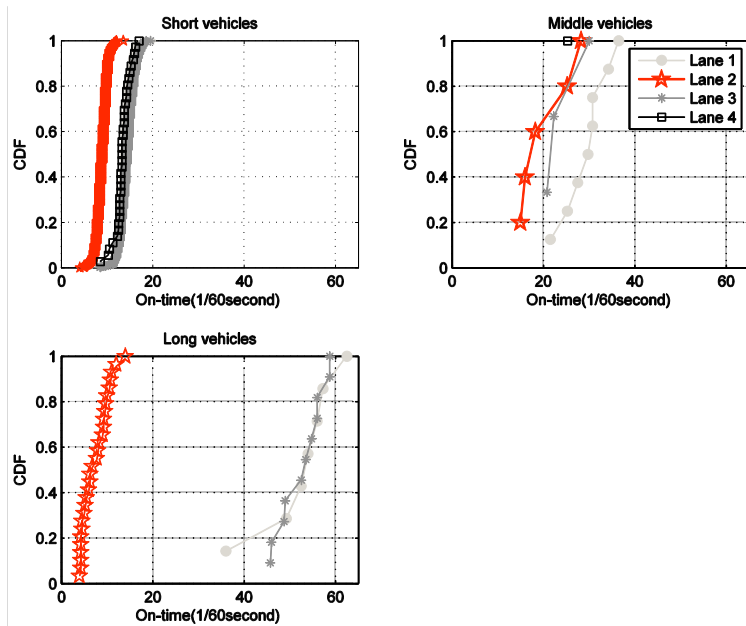 Short vehicles
CDF
1
0.8
0.6
0.4
0.2
0
0 20 40 60
On-time(1/60second)
Middle vehicles
CDF
1
0.8
0.6
0.4
0.2
0
0 20 40 60
On-time(1/60second)
Lane 1
Lane 2
Lane 3
Lane 4
Long vehicles
CDF
1
0.8
0.6
0.4
0.2
0
0 20 40 60
On-time(1/60second)